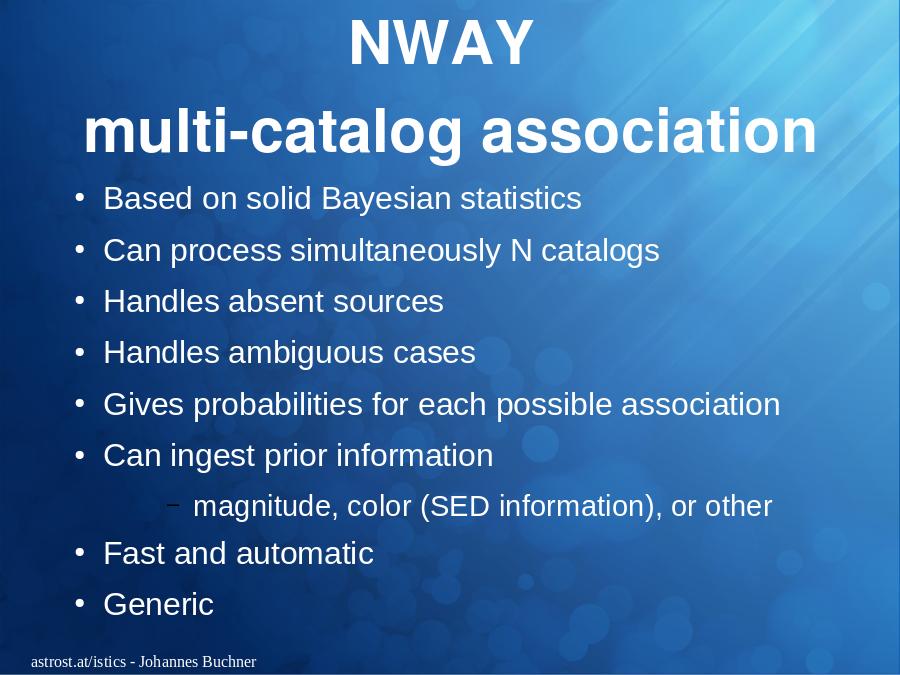 NWAY
multi-catalog association
• Based on solid Bayesian statistics
• Can process simultaneously N catalogs
• Handles absent sources
• Handles ambiguous cases
• Gives probabilities for each possible association
• Can ingest prior information
– magnitude, color (SED information), or other
• Fast and automatic
• Generic
astrost.at/istics - Johannes Buchner